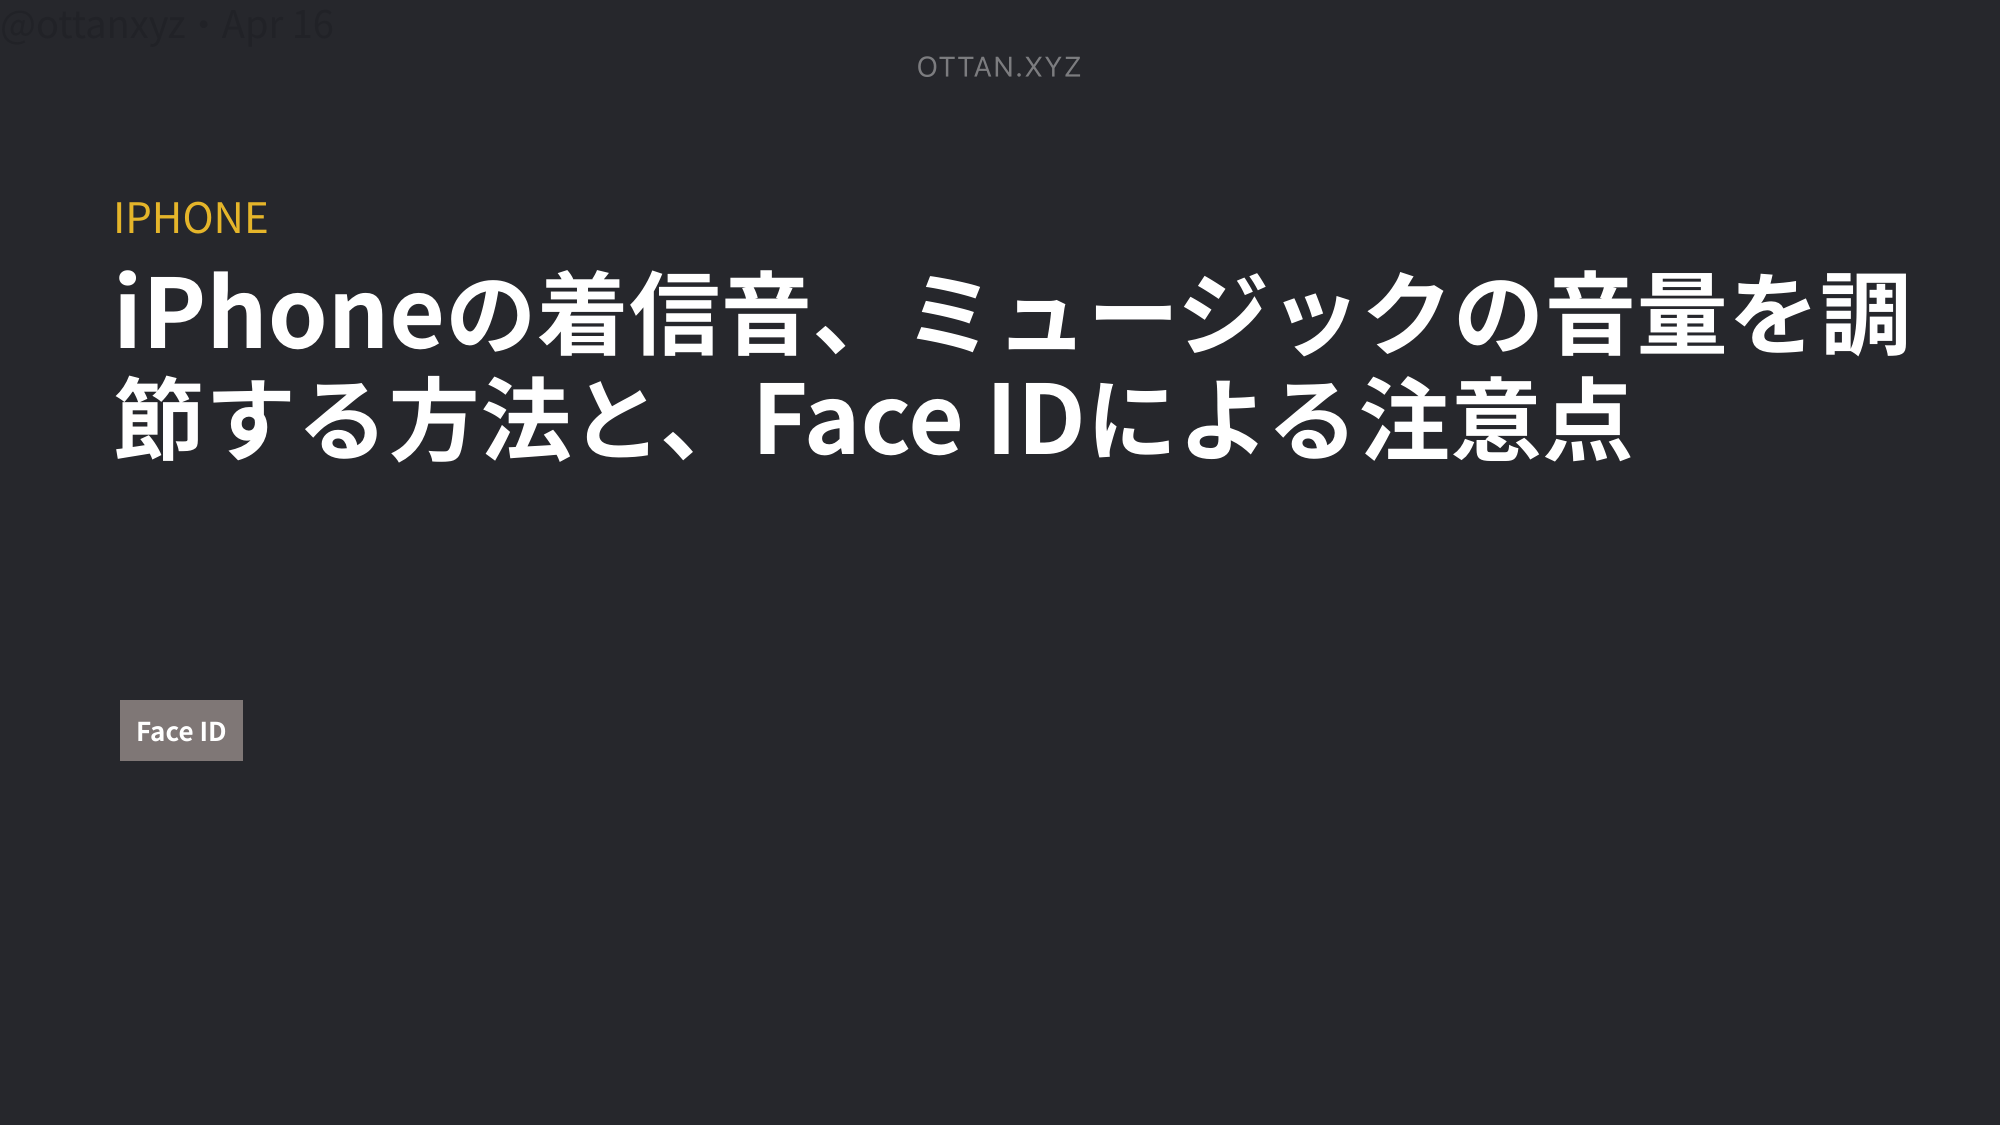 @ottanxyz・Apr 16
OTTAN.XYZ
IPHONE
iPhoneの着信音、ミュージックの音量を調
節する方法と、Face IDによる注意点
Face ID